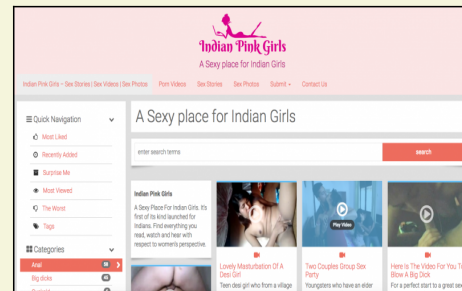 Indian Pink Girls
A Sexy place for Indian Girls
Indian Pink Girls – Sex Stories | Sex Videos | Sex Photos
Porn Videos
Sex Stories
Sex Photos
Submit
Contact Us
Quick Navigation
Most Liked
Recently Added
Surprise Me
Most Viewed
The Worst
Tags
Categories
Anal
Big dicks
A Sexy place for Indian Girls
enter search terms
search
Indian Pink Girls
A Sexy Place For Indian Girls. It's
first of its kind launched for
Indians. Find everything you
read, watch and hear with
respect to women's perspective.
Lovely Masturbation Of A
Desi Girl
Teen desi girl who from a village
Play Video
Two Couples Group Sex
Party
Youngsters who have an elder
Here Is The Video For You
Blow A Big Dick
For a perfect start to a great